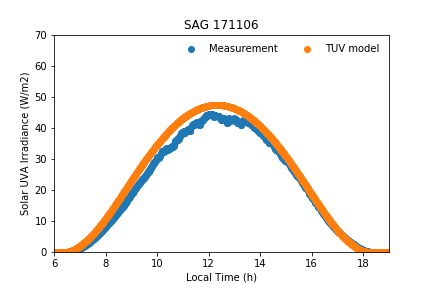 SAG 171106
Measurement TUV model
Solar UVA Irradiance (W/m2)
70
60
50
40
30
20
10
0
6 8 10 12 14 16 18
Local Time (h)